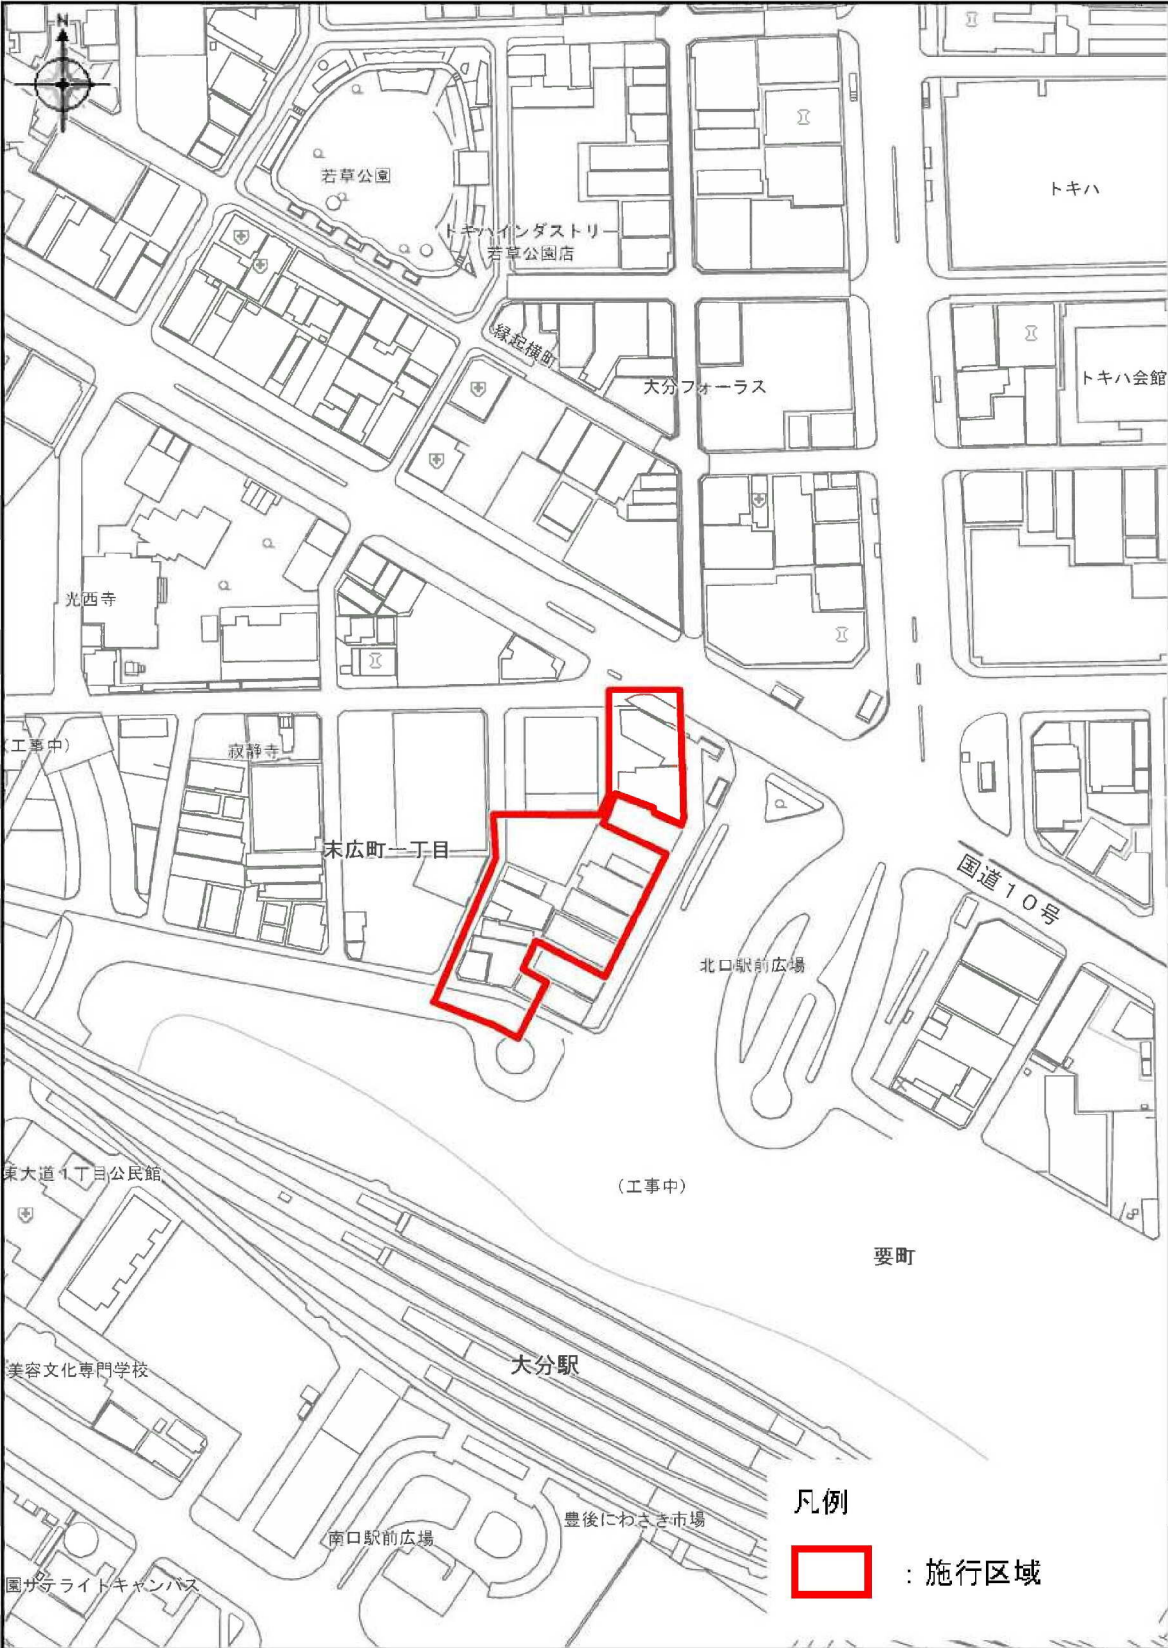 N
若草公園
トキハ
トキハインダストリー
若草公園店
縁起横町
大分フォーラス
トキハ会館
光西寺
(工事中)
寂静寺
末広町一丁目
国道10号
北口駅前広場
東大道1丁目公民館
(工事中)
要町
大分駅
美容文化専門学校
凡例
豊後にわさき市場
南口駅前広場
:施行区域
園サテライトキャンパス